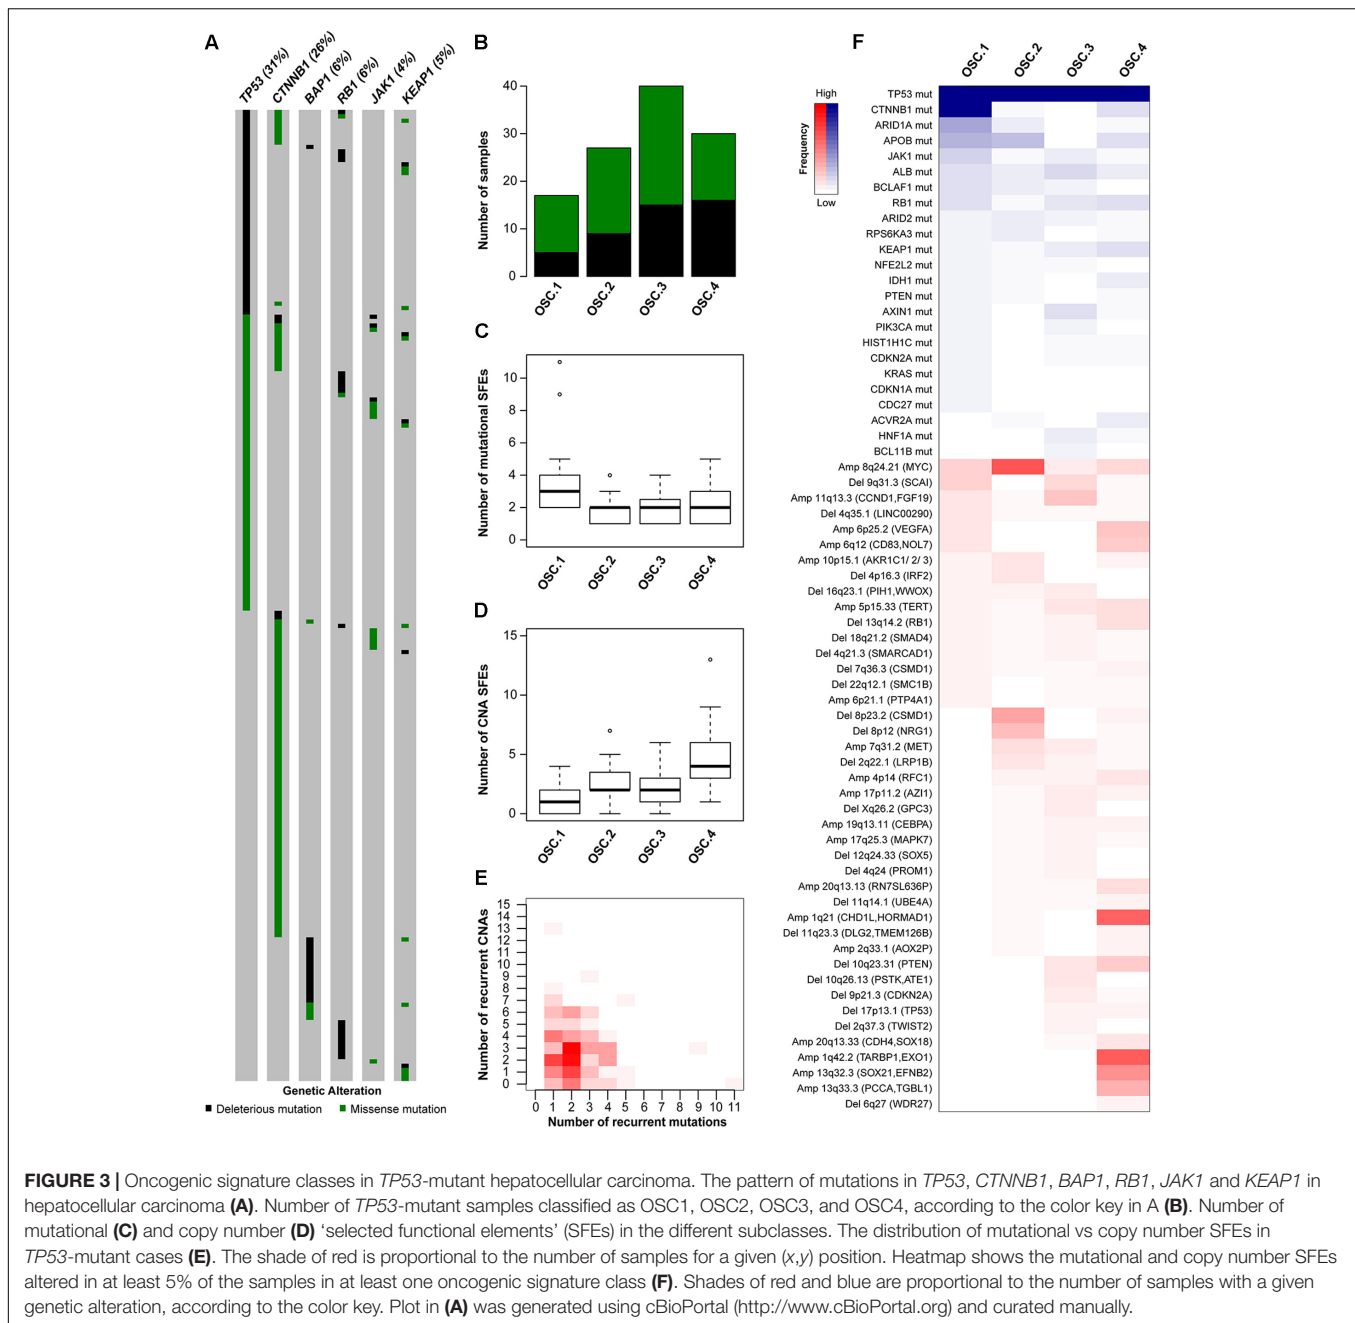 A
TP53 (31%)
CTNNB1 (26%)
BAP1 (6%)
RB1 (6%)
JAK1 (4%)
KEAP1 (5%)
Genetic Alteration
Deleterious mutation
Missense mutation
B
Number of samples
40
30
20
10
0
OSC.1
OSC.2
OSC.3
OSC.4
C
Number of mutational SFEs
10
8
6
4
2
0
OSC.1
OSC.2
OSC.3
OSC.4
D
Number of CNA SFEs
15
10
5
0
OSC.1
OSC.2
OSC.3
OSC.4
E
Number of recurrent CNAs
15
14
13
12
11
10
9
8
7
6
5
4
3
2
1
0
0 1 2 3 4 5 6 7 8 9 10 11
Number of recurrent mutations
F
OSC.1
OSC.2
OSC.3
OSC.4
High
Frequency
Low
TP53 mut
CTNNB1 mut
ARID1A mut
APOB mut
JAK1 mut
ALB mut
BCLAF1 mut
RB1 mut
ARID2 mut
RPS6KA3 mut
KEAP1 mut
NFE2L2 mut
IDH1 mut
PTEN mut
AXIN1 mut
PIK3CA mut
HIST1H1C mut
CDKN2A mut
KRAS mut
CDKN1A mut
CDC27 mut
ACVR2A mut
HNF1A mut
BCL11B mut
Amp 8q24.21 (MYC)
Del 9q31.3 (SCAI)
Amp 11q13.3 (CCND1,FGF19)
Del 4q35.1 (LINC00290)
Amp 6p25.2 (VEGFA)
Amp 6q12 (CD83,NOL7)
Amp 10p15.1 (AKR1C1/ 2/ 3)
Del 4p16.3 (IRF2)
Del 16q23.1 (PIH1,WWOX)
Amp 5p15.33 (TERT)
Del 13q14.2 (RB1)
Del 18q21.2 (SMAD4)
Del 4q21.3 (SMARCAD1)
Del 7q36.3 (CSMD1)
Del 22q12.1 (SMC1B)
Amp 6p21.1 (PTP4A1)
Del 8p23.2 (CSMD1)
Del 8p12 (NRG1)
Amp 7q31.2 (MET)
Del 2q22.1 (LRP1B)
Amp 4p14 (RFC1)
Amp 17p11.2 (AZI1)
Del Xq26.2 (GPC3)
Amp 19q13.11 (CEBPA)
Amp 17q25.3 (MAPK7)
Del 12q24.33 (SOX5)
Del 4q24 (PROM1)
Amp 20q13.13 (RN7SL636P)
Del 11q14.1 (UBE4A)
Amp 1q21 (CHD1L,HORMAD1)
Del 11q23.3 (DLG2,TMEM126B)
Amp 2q33.1 (AOX2P)
Del 10q23.31 (PTEN)
Del 10q26.13 (PSTK,ATE1)
Del 9p21.3 (CDKN2A)
Del 17p13.1 (TP53)
Del 2q37.3 (TWIST2)
Amp 20q13.33 (CDH4,SOX18)
Amp 1q42.2 (TARBP1,EXO1)
Amp 13q32.3 (SOX21,EFNB2)
Amp 13q33.3 (PCCA,TGBL1)
Del 6q27 (WDR27)
FIGURE 3 | Oncogenic signature classes in TP53-mutant hepatocellular carcinoma. The pattern of mutations in TP53, CTNNB1, BAP1, RB1, JAK1 and KEAP1 in
hepatocellular carcinoma (A). Number of TP53-mutant samples classified as OSC1, OSC2, OSC3, and OSC4, according to the color key in A (B). Number of
mutational (C) and copy number (D) ‘selected functional elements’ (SFEs) in the different subclasses. The distribution of mutational vs copy number SFEs in
TP53-mutant cases (E). The shade of red is proportional to the number of samples for a given (x,y) position. Heatmap shows the mutational and copy number SFEs
altered in at least 5% of the samples in at least one oncogenic signature class (F). Shades of red and blue are proportional to the number of samples with a given
genetic alteration, according to the color key. Plot in (A) was generated using cBioPortal (http://www.cBioPortal.org) and curated manually.